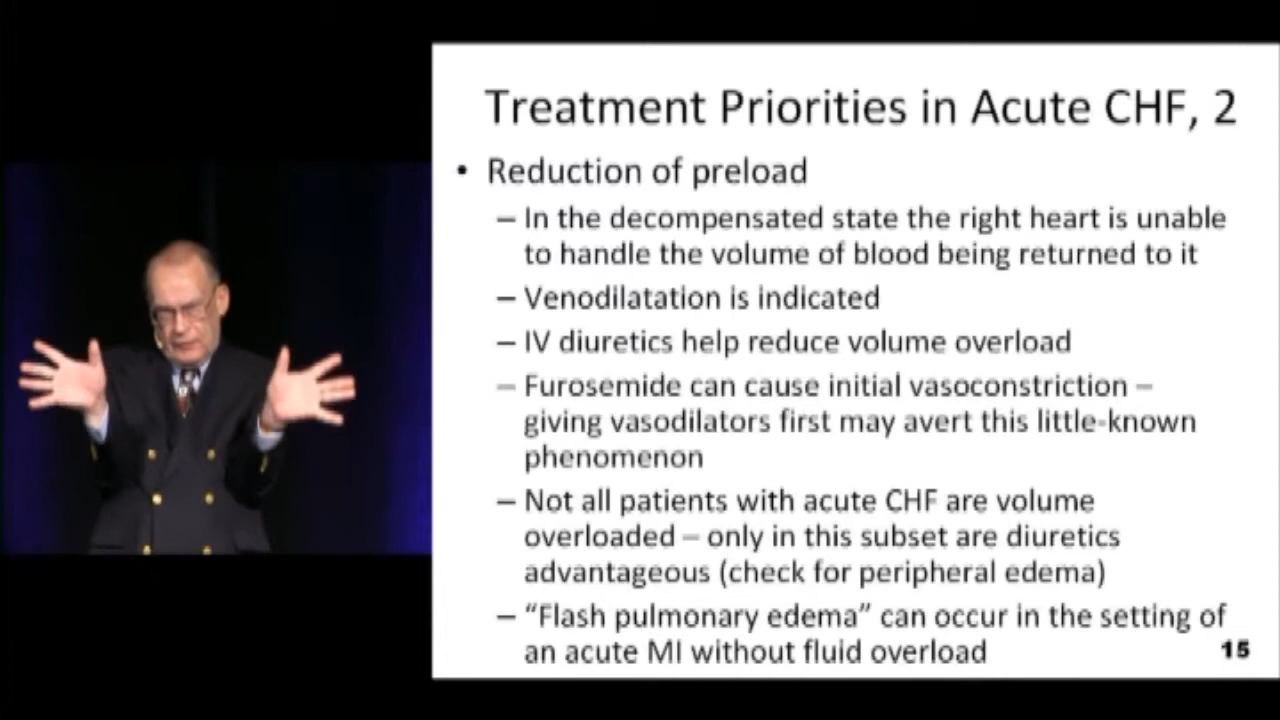 Treatment Priorities in Acute CHF, 2
• Reduction of preload
– In the decompensated state the right heart is unable
to handle the volume of blood being returned to it
– Venodilatation is indicated
– IV diuretics help reduce volume overload
– Furosemide can cause initial vasoconstriction –
giving vasodilators first may avert this little-known
phenomenon
– Not all patients with acute CHF are volume
overloaded – only in this subset are diuretics
advantageous (check for peripheral edema)
– “Flash pulmonary edema” can occur in the setting of
an acute MI without fluid overload
15